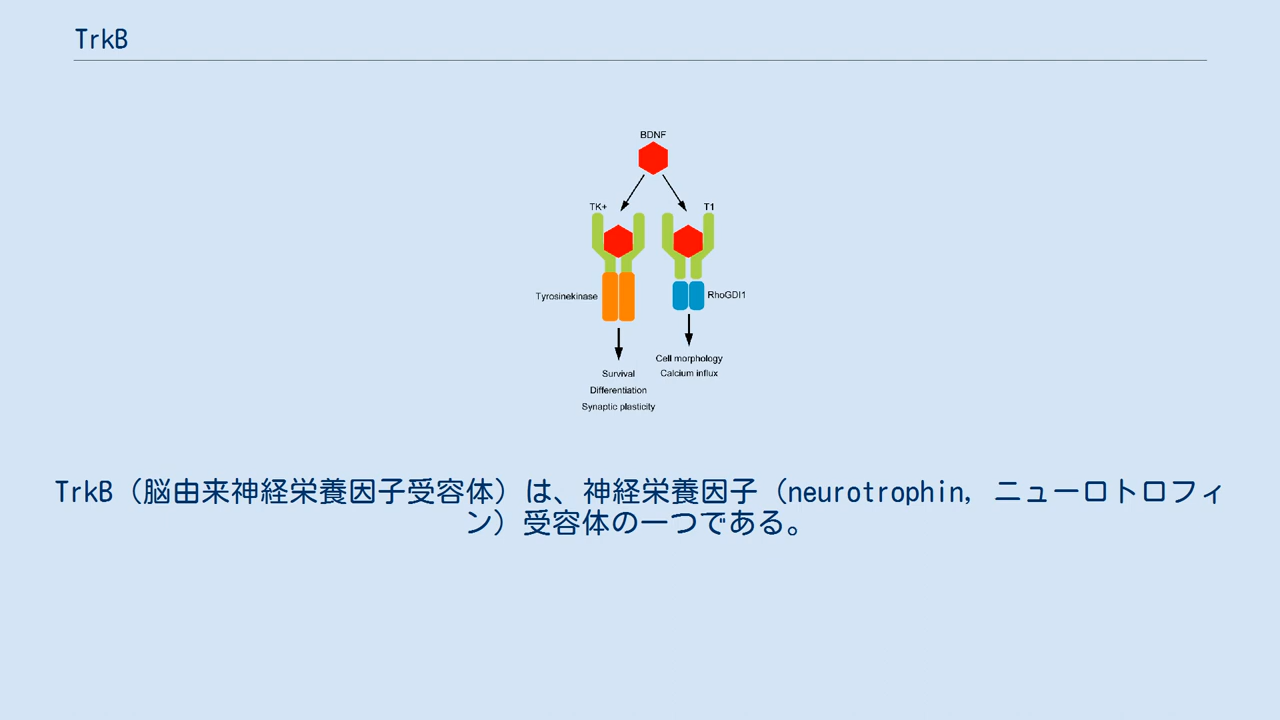 TrkB
BDNF
TK+
T1
Tyrosinekinase
RhoGDI1
Cell morphology
Calcium influx
Survival
Differentiation
Synaptic plasticity
TrkB（脳由来神経栄養因子受容体）は、神経栄養因子（neurotrophin, ニューロトロフィ
ン）受容体の一つである。